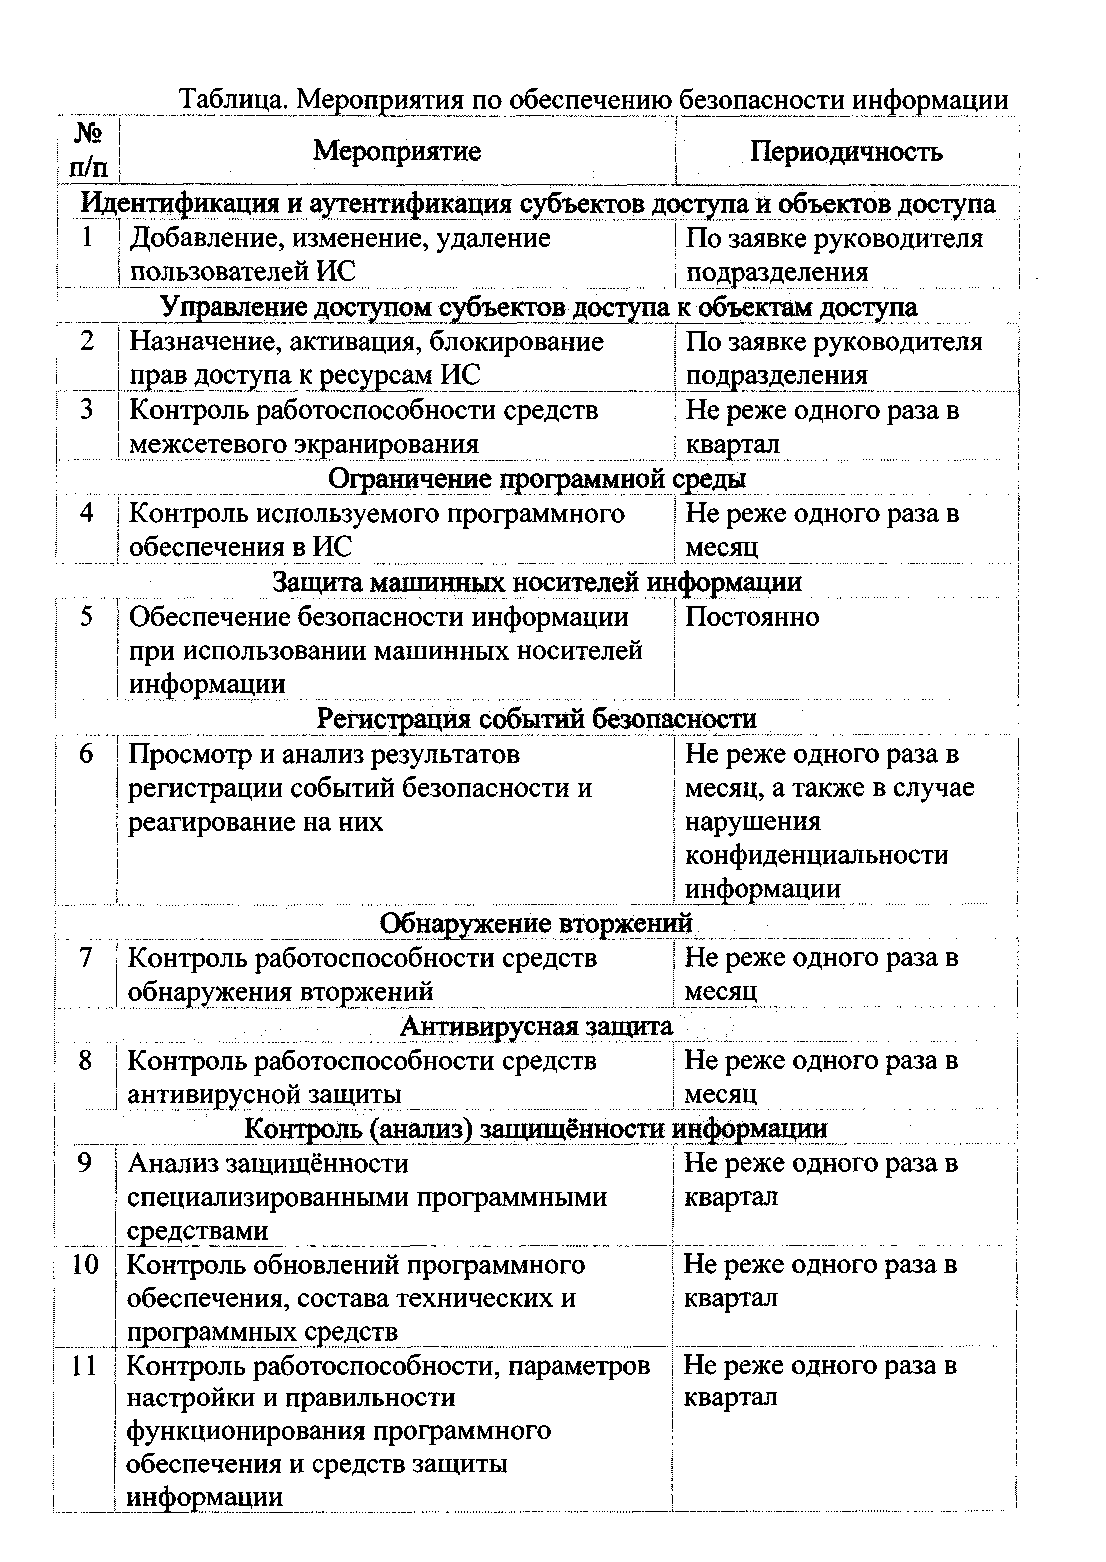 Таблица. Мероприятия по обеспечению безопасности информации
№
п/п
Мероприятие
Периодичность
Идентификация и аутентификация субъектов доступа и объектов доступа
1
Добавление, изменение, удаление
пользователей ИС
По заявке руководителя
подразделения
Управление доступом субъектов доступа к объектам доступа
2
Назначение, активация, блокирование
прав доступа к ресурсам ИС
По заявке руководителя
подразделения
3
Контроль работоспособности средств
межсетевого экранирования
Не реже одного раза в
квартал
Ограничение программной среды
4
Контроль используемого программного
обеспечения в ИС
Не реже одного раза в
месяц
Защита машинных носителей информации
5
Обеспечение безопасности информации
при использовании машинных носителей
информации
Постоянно
Регистрация событий безопасности
6
Просмотр и анализ результатов
регистрации событий безопасности и
реагирование на них
Не реже одного раза в
месяц, а также в случае
нарушения
конфиденциальности
информации
Обнаружение вторжений
7
Контроль работоспособности средств
обнаружения вторжений
Не реже одного раза в
месяц
Антивирусная защита
8
Контроль работоспособности средств
антивирусной защиты
Не реже одного раза в
месяц
Контроль (анализ) защищённости информации
9
Анализ защищённости
специализированными программными
средствами
Не реже одного раза в
квартал
10
Контроль обновлений программного
обеспечения, состава технических и
программных средств
Не реже одного раза в
квартал
11
Контроль работоспособности, параметров
настройки и правильности
функционирования программного
обеспечения и средств защиты
информации
Не реже одного раза в
квартал